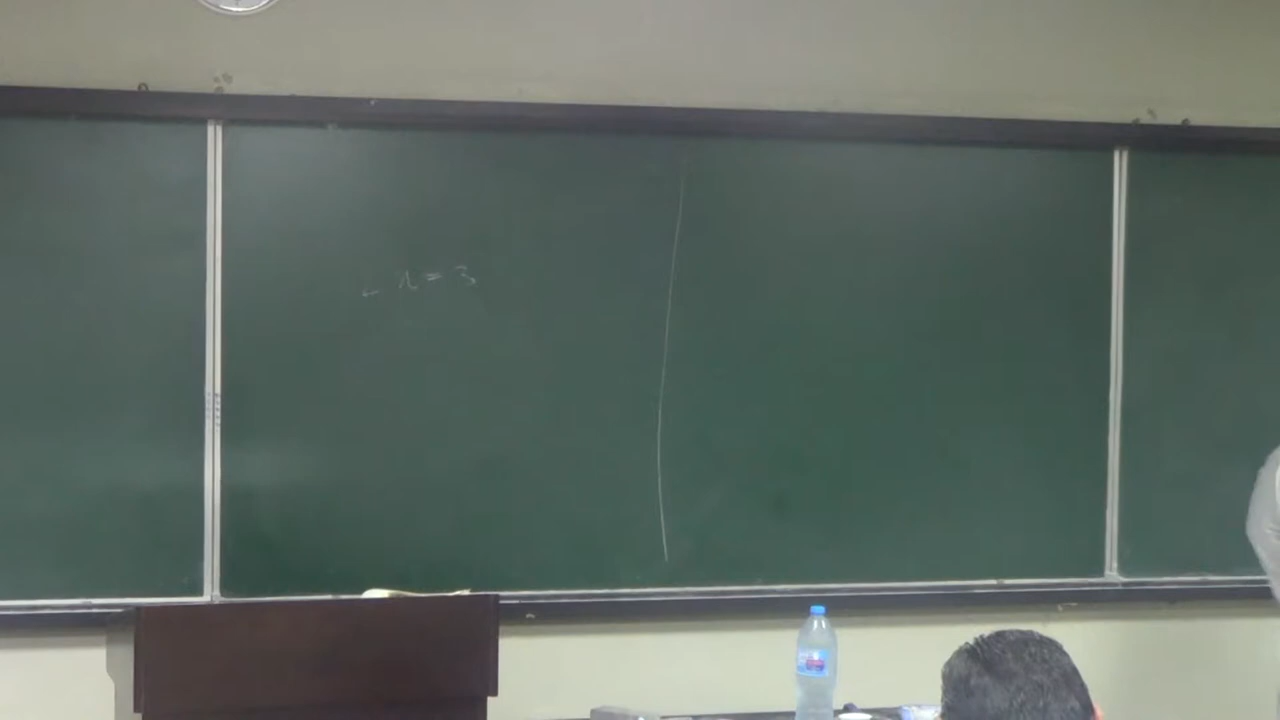 - r = 3